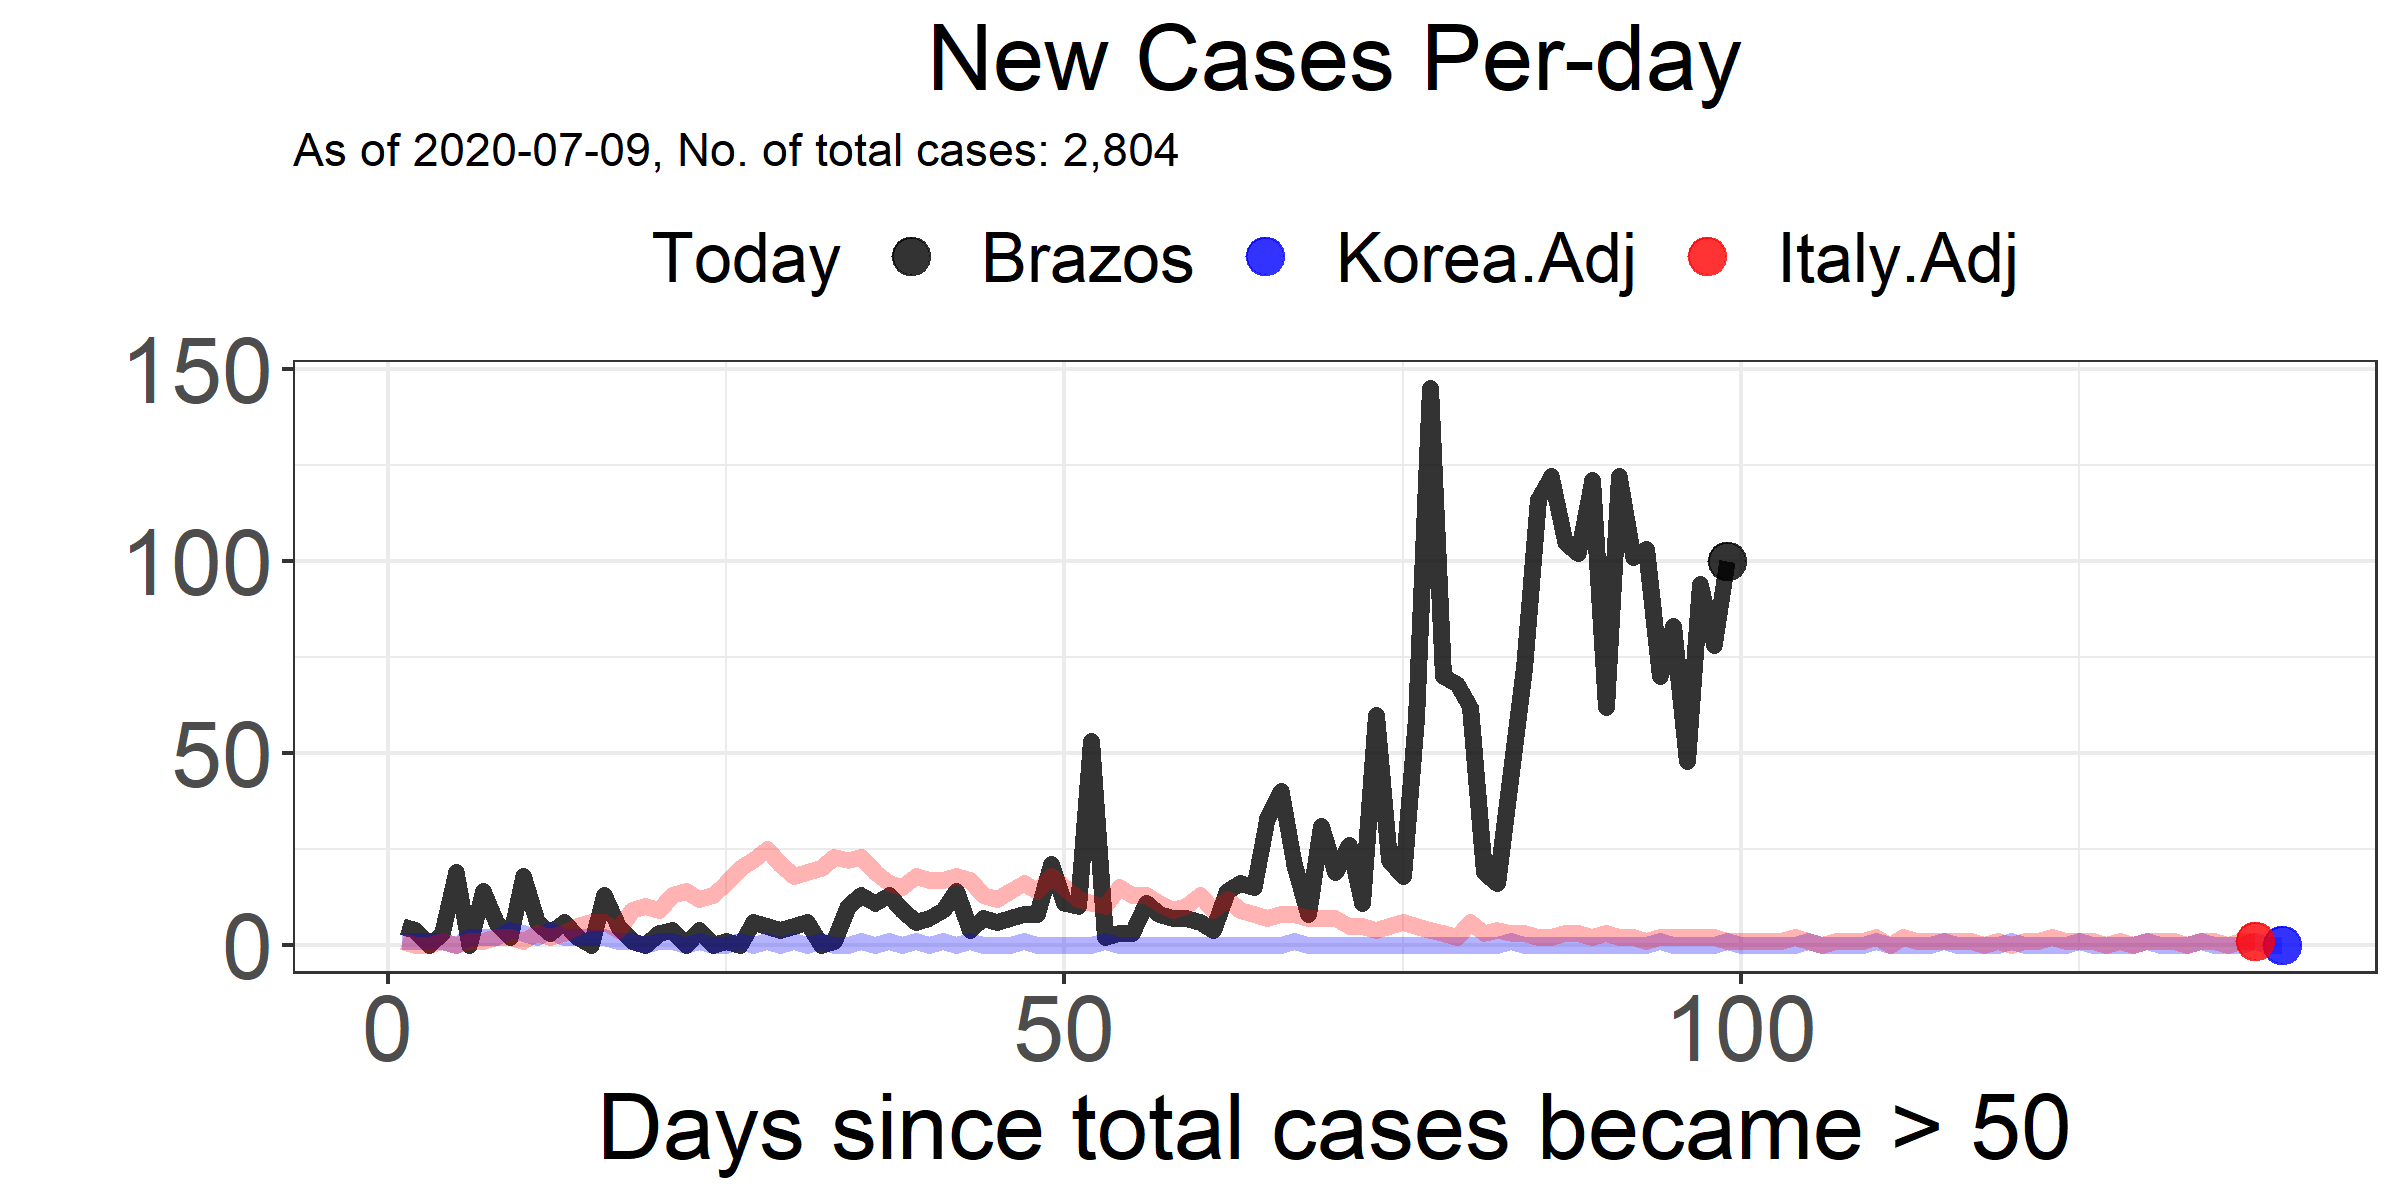 New Cases Per-day
As of 2020-07-09, No. of total cases: 2,804
Today Brazos Korea.Adj Italy.Adj
150
100
50
0
0 50 100
Days since total cases became > 50